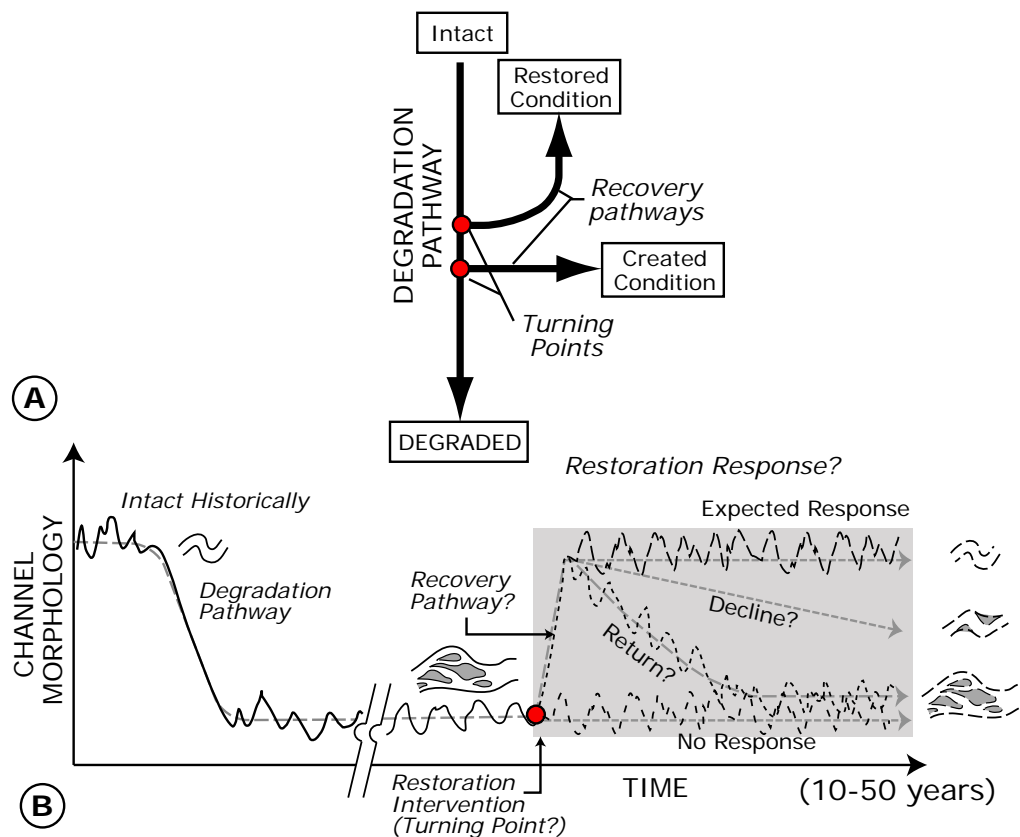 Intact
Restored
Condition
DEGRADATION
PATHWAY
Recovery
pathways
Created
Condition
Turning
Points
A
DEGRADED
Restoration Response?
Intact Historically
Expected Response
CHANNEL
MORPHOLOGY
Degradation
Pathway
Recovery
Pathway?
Decline?
Return?
No Response
Restoration
Intervention
(Turning Point?)
TIME
(10-50 years)
B